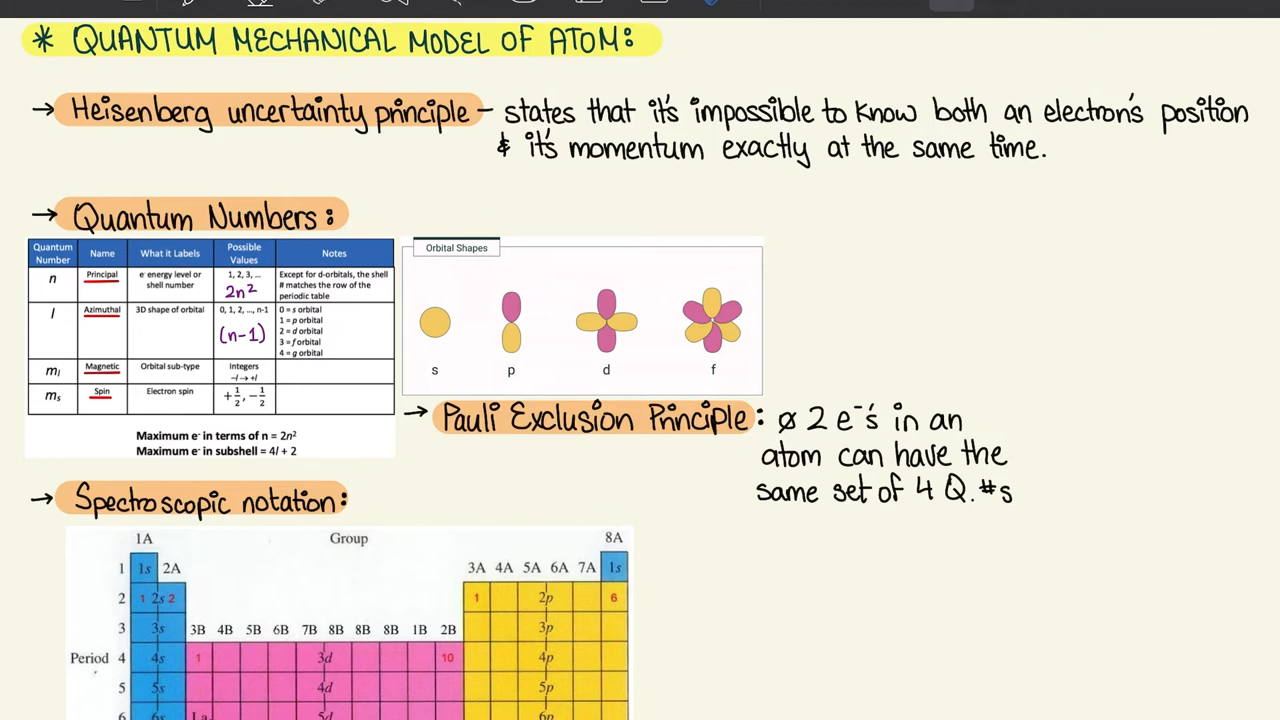 * QUANTUM MECHANICAL MODEL OF ATOM:
→ Heisenberg uncertainty principle - states that it's impossible to know both an electron's position
& it's momentum exactly at the same time.
→ Quantum Numbers:
Quantum Number | Name | What it Labels | Possible Values | Notes
n | Principal | e⁻ energy level or shell number | 1, 2, 3, ... 2n² | Except for d-orbitals, the shell # matches the row of the periodic table
l | Azimuthal | 3D shape of orbital | 0, 1, 2, ..., n-1 (n-1) | 0 = s orbital
1 = p orbital
2 = d orbital
3 = f orbital
4 = g orbital
mₗ | Magnetic | Orbital sub-type | Integers -l → +l
mₛ | Spin | Electron spin | +1/2, -1/2
Maximum e⁻ in terms of n = 2n²
Maximum e⁻ in subshell = 4l + 2
Orbital Shapes
s p d f
→ Pauli Exclusion Principle: ø 2 e⁻'s in an
atom can have the
same set of 4 Q.#s
→ Spectroscopic notation:
1A Group 8A
1 1s 2A 3A 4A 5A 6A 7A 1s
2 1 2s 2 1 2p 6
3 3s 3B 4B 5B 6B 7B 8B 8B 8B 1B 2B 3p
Period 4 4s 1 3d 10 4p
5 5s 4d 5p
6 6s La 5d 6p